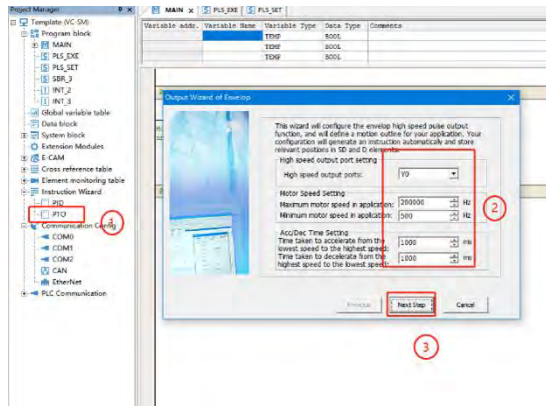 Project Manager
Template (VC-SM)
Program block
MAIN
PLS_EXE
PLS_SET
SBR_3
INT_2
INT_3
Global variable table
Data block
System block
Extension Modules
E-CAM
Cross reference table
Element monitoring table
Instruction Wizard
PID
PTO
Communication Config
COM0
COM1
COM2
CAN
EtherNet
PLC Communication
MAIN x PLS_EXE PLS_SET
Variable addr. Variable Name Variable Type Data Type Comments
TEMP BOOL
TEMP BOOL
TEMP BOOL
Output Wizard of Envelop
This wizard will configure the envelop high speed pulse output
function, and will define a motion outline for your application. Your
configuration will generate an instruction automatically and store
relevant positions in SD and D elements.
High speed output port setting
High speed output ports: Y0
Motor Speed Setting
Maximum motor speed in application: 200000 Hz
Minimum motor speed in application: 500 Hz
Acc/Dec Time Setting
Time taken to accelerate from the
lowest speed to the highest speed: 1000 ms
Time taken to decelerate from the
highest speed to the lowest speed: 1000 ms
Previous Next Step Cancel
1
2
3